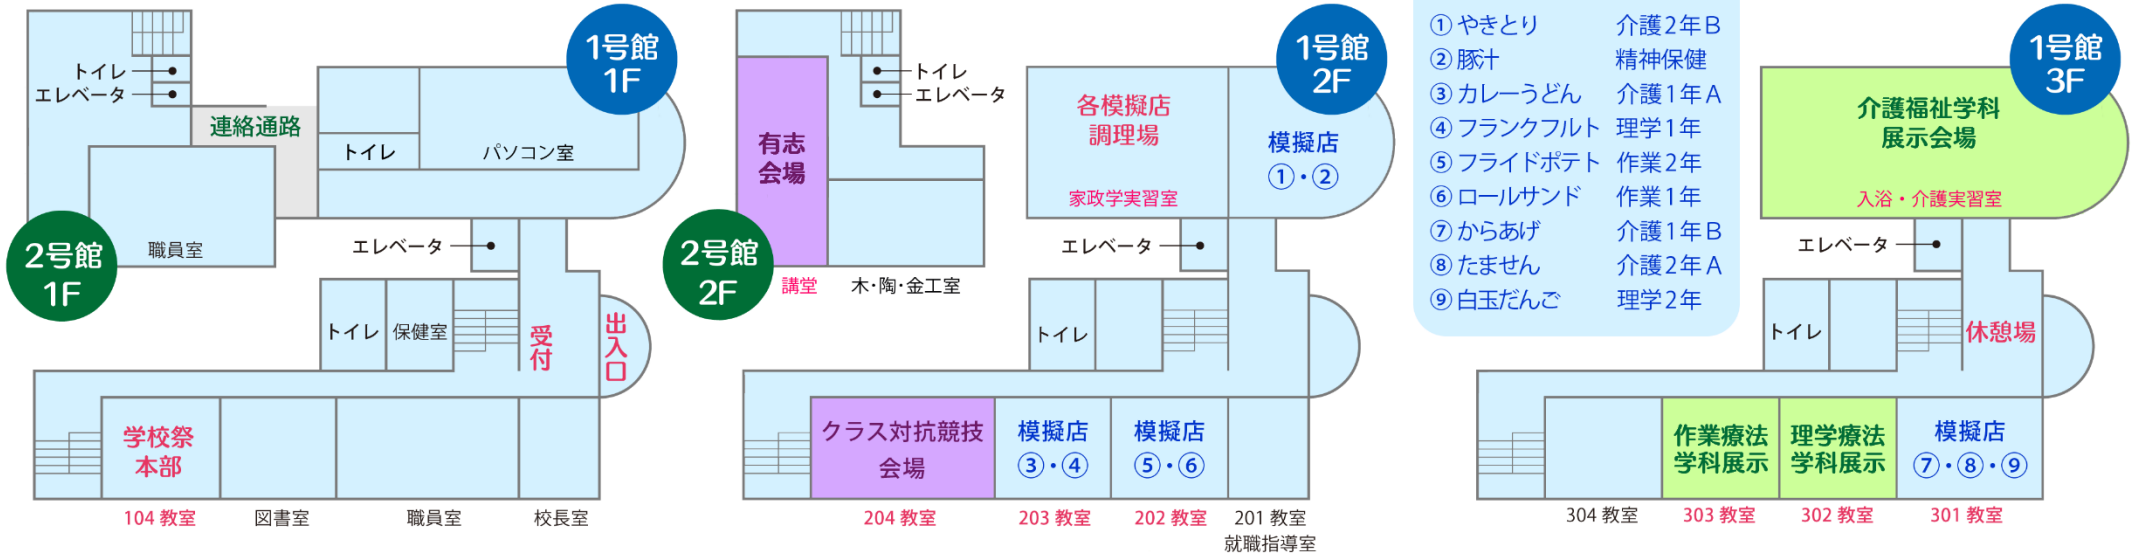 1号館
1F
トイレ
エレベータ
連絡通路
トイレ
パソコン室
2号館
1F
職員室
エレベータ
トイレ
保健室
受付
出入口
学校祭
本部
104 教室
図書室
職員室
校長室
1号館
2F
トイレ
エレベータ
有志
会場
各模擬店
調理場
家政学実習室
模擬店
①・②
2号館
2F
講堂
木・陶・金工室
エレベータ
トイレ
クラス対抗競技
会場
模擬店
③・④
模擬店
⑤・⑥
204 教室
203 教室
202 教室
201 教室
就職指導室
①やきとり 介護2年B
②豚汁 精神保健
③カレーうどん 介護1年A
④フランクフルト 理学1年
⑤フライドポテト 作業2年
⑥ロールサンド 作業1年
⑦からあげ 介護1年B
⑧たません 介護2年A
⑨白玉だんご 理学2年
1号館
3F
介護福祉学科
展示会場
入浴・介護実習室
エレベータ
トイレ
休憩場
作業療法
学科展示
理学療法
学科展示
模擬店
⑦・⑧・⑨
304 教室
303 教室
302 教室
301 教室